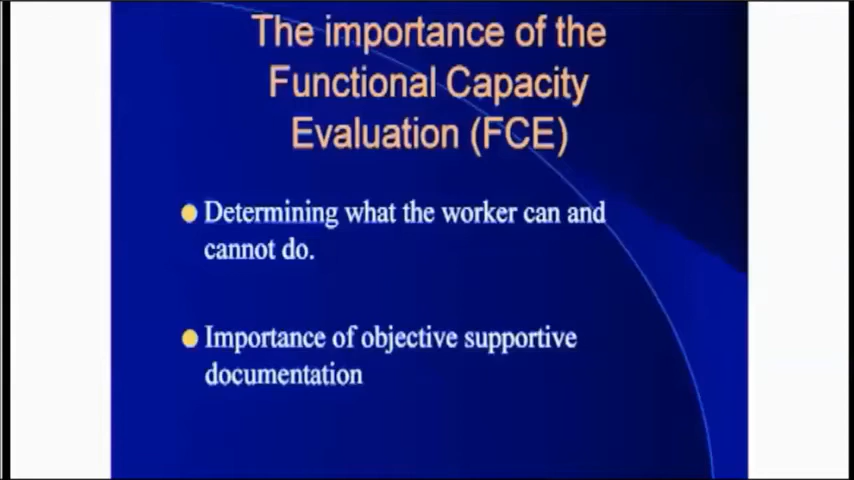 The importance of the
Functional Capacity
Evaluation (FCE)
Determining what the worker can and
cannot do.
Importance of objective supportive
documentation